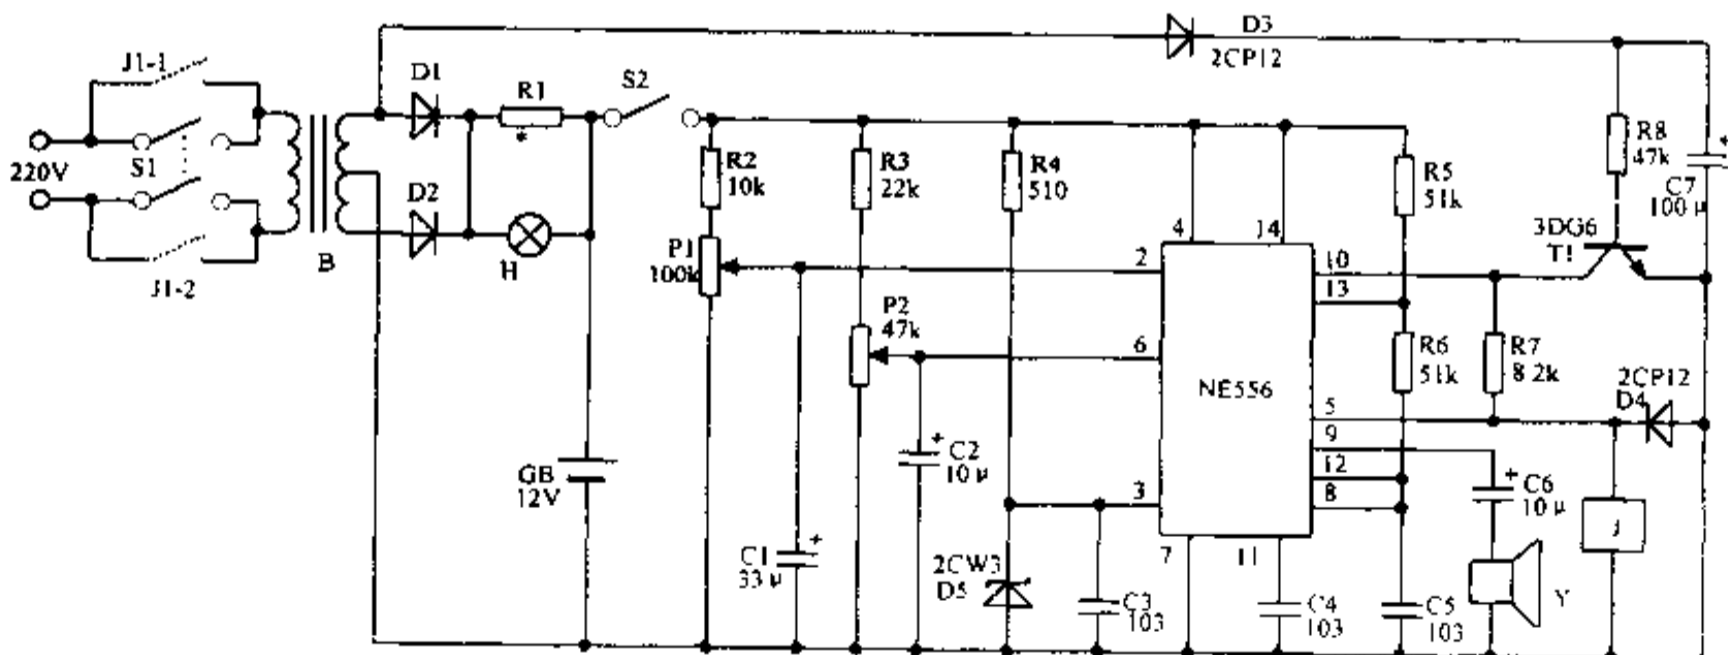 D3
2CP12
J1-1
D1
R1
*
S2
220V
S1
R2
10k
R3
22k
R4
510
R5
51k
R8
47k
C7
100μ
+
D2
H
B
J1-2
P1
100k
4
14
2
10
13
3DG6
T1
P2
47k
6
NE556
R6
51k
R7
8.2k
2CP12
D4
5
9
12
8
GB
12V
+
C2
10μ
3
+
C6
10μ
J
C1
33μ
+
2CW3
D5
7
11
C3
103
C4
103
C5
103
Y